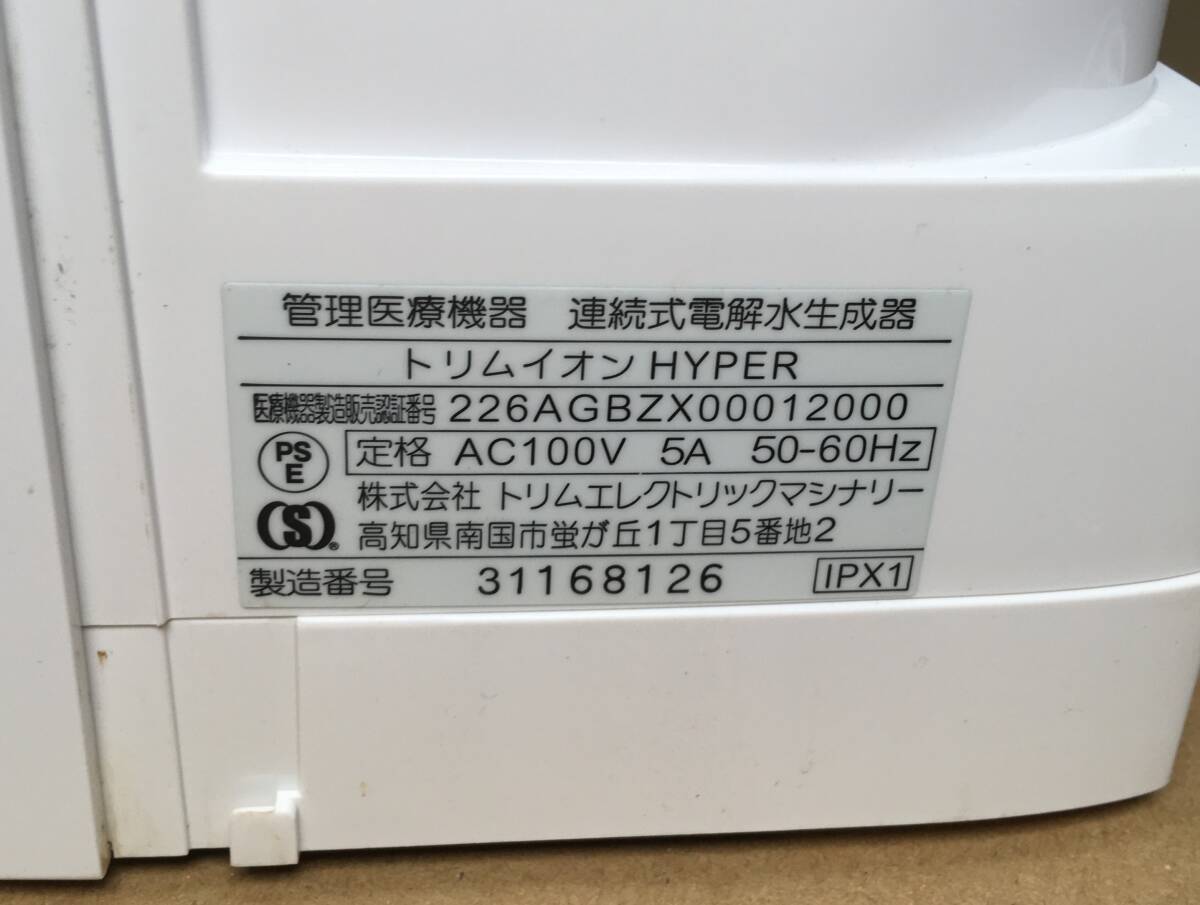 管理医療機器　連続式電解水生成器
トリムイオン HYPER
医療機器製造販売認証番号 226AGBZX00012000
PS
E
定格 AC100V 5A 50-60Hz
(S)®
株式会社 トリムエレクトリックマシナリー
高知県南国市蛍が丘1丁目5番地2
製造番号 31168126 IPX1